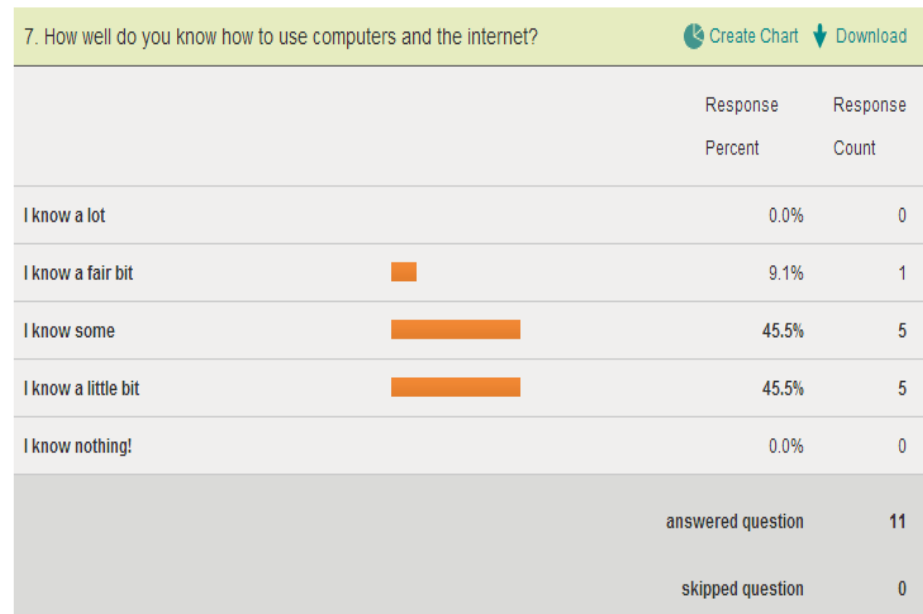 7. How well do you know how to use computers and the internet? Create Chart Download
Response Response
Percent Count
I know a lot 0.0% 0
I know a fair bit 9.1% 1
I know some 45.5% 5
I know a little bit 45.5% 5
I know nothing! 0.0% 0
answered question 11
skipped question 0